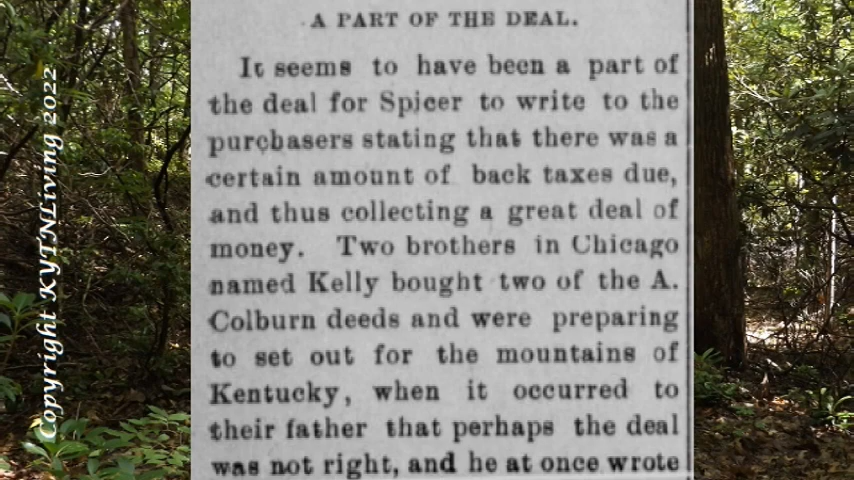 A PART OF THE DEAL.
It seems to have been a part of
the deal for Spicer to write to the
purchasers stating that there was a
certain amount of back taxes due,
and thus collecting a great deal of
money. Two brothers in Chicago
named Kelly bought two of the A.
Colburn deeds and were preparing
to set out for the mountains of
Kentucky, when it occurred to
their father that perhaps the deal
was not right, and he at once wrote
Copyright KYTNLiving 2022